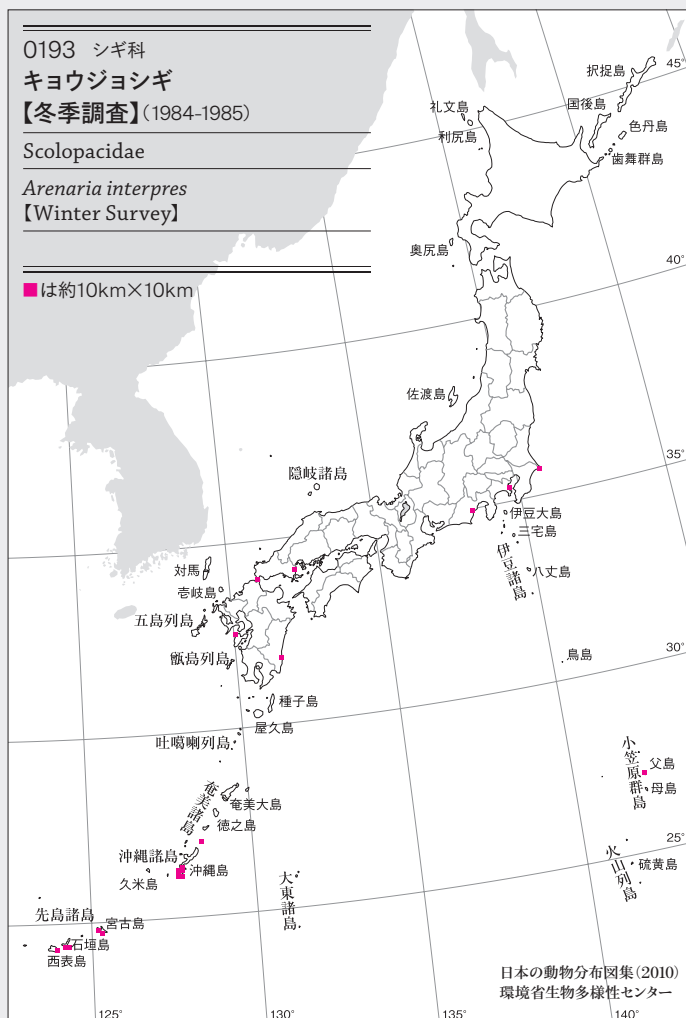 0193 シギ科
キョウジョシギ
【冬季調査】(1984-1985)
Scolopacidae
Arenaria interpres
【Winter Survey】
■は約10km×10km
45°
択捉島
国後島
礼文島
色丹島
利尻島
歯舞群島
奥尻島
40°
佐渡島
35°
隠岐諸島
伊豆大島
三宅島
伊豆諸島
八丈島
対馬
壱岐島
五島列島
甑島列島
鳥島
30°
種子島
屋久島
吐噶喇列島
小笠原群島
父島
母島
奄美諸島
奄美大島
徳之島
25°
沖縄諸島
沖縄島
久米島
大東諸島
火山列島
硫黄島
先島諸島
宮古島
石垣島
西表島
日本の動物分布図集(2010)
環境省生物多様性センター
125°
130°
135°
140°